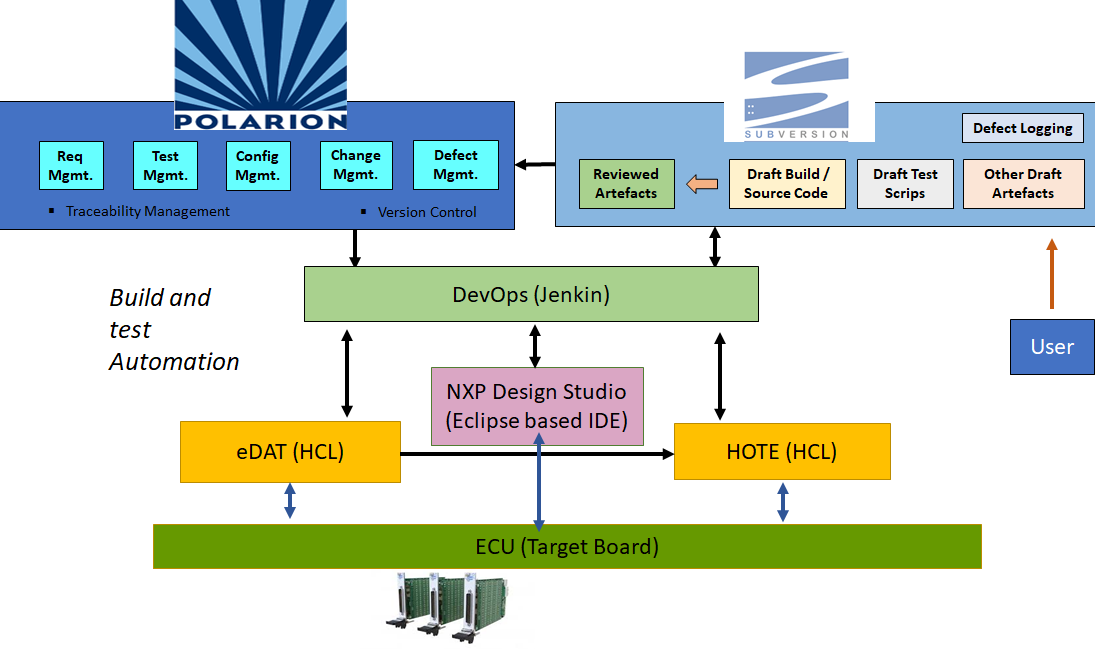 POLARION
Req
Mgmt.
Test
Mgmt.
Config
Mgmt.
Change
Mgmt.
Defect
Mgmt.
▪ Traceability Management
▪ Version Control
SUBVERSION
Defect Logging
Reviewed
Artefacts
Draft Build /
Source Code
Draft Test
Scrips
Other Draft
Artefacts
Build and
test
Automation
DevOps (Jenkin)
User
NXP Design Studio
(Eclipse based IDE)
eDAT (HCL)
HOTE (HCL)
ECU (Target Board)